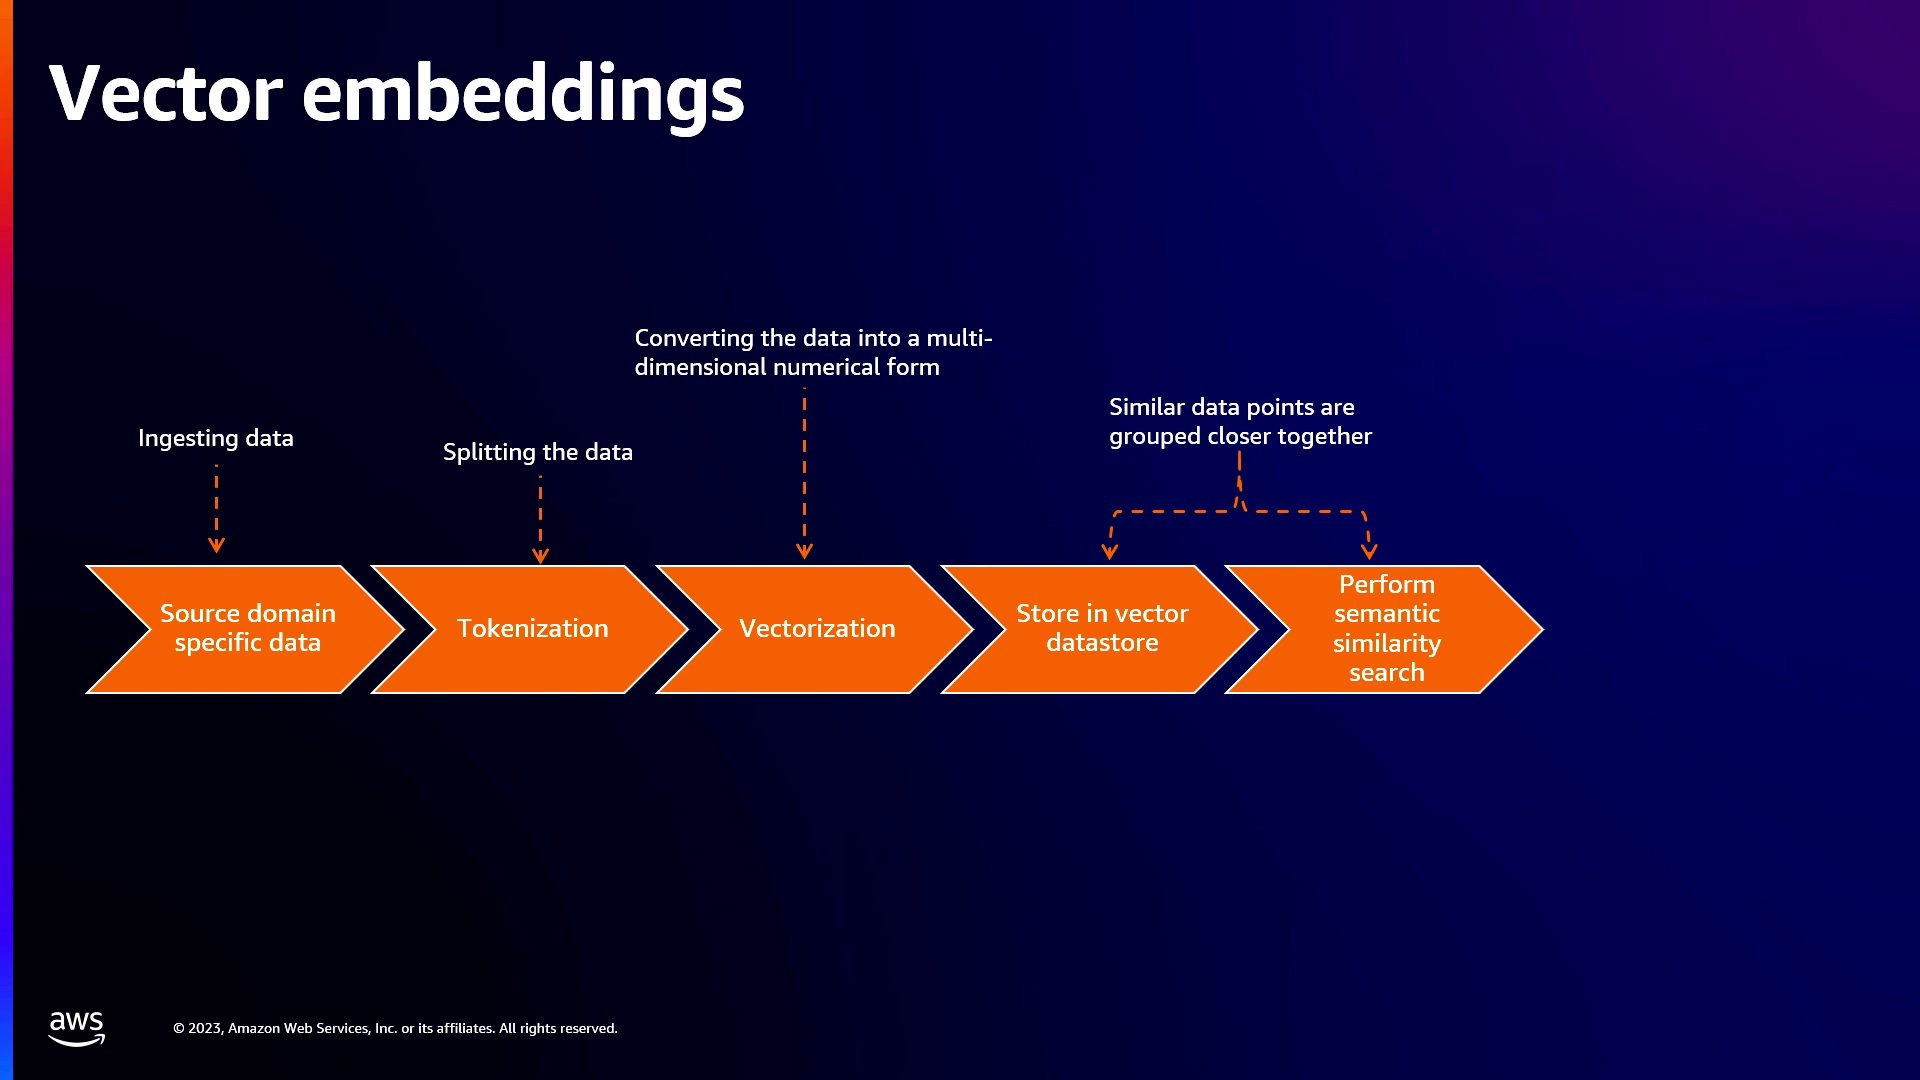 Vector embeddings
Converting the data into a multi-
dimensional numerical form
Similar data points are
grouped closer together
Ingesting data
Splitting the data
Source domain
specific data
Tokenization
Vectorization
Store in vector
datastore
Perform
semantic
similarity
search
aws
© 2023, Amazon Web Services, Inc. or its affiliates. All rights reserved.